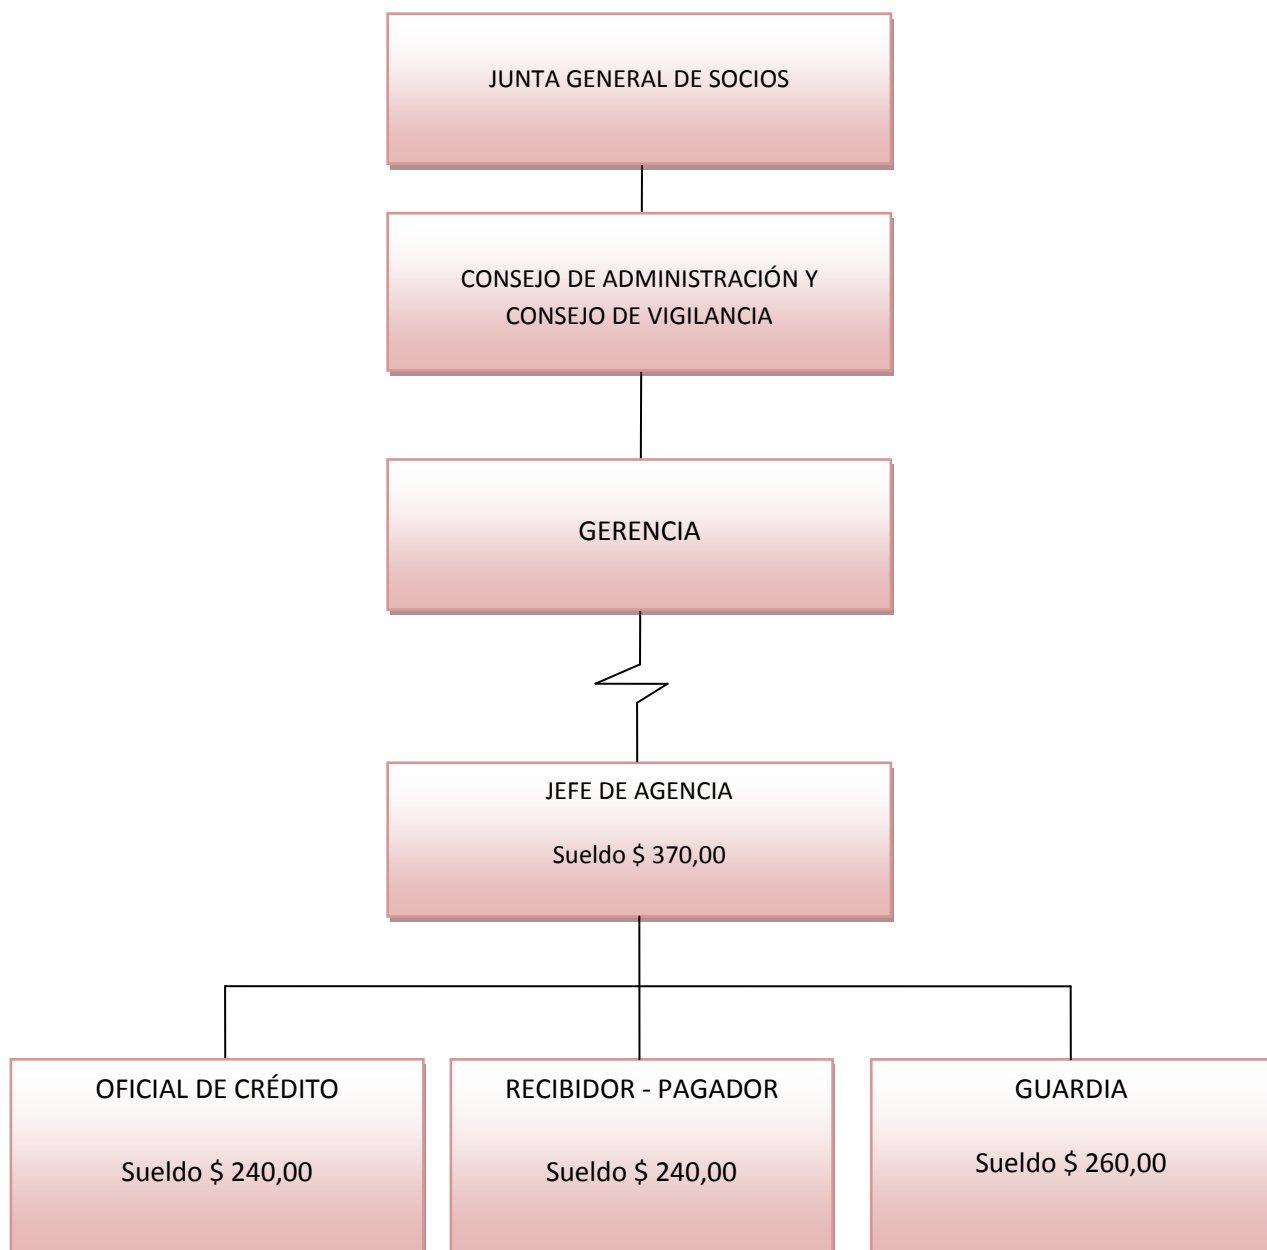 JUNTA GENERAL DE SOCIOS
CONSEJO DE ADMINISTRACIÓN Y
CONSEJO DE VIGILANCIA
GERENCIA
JEFE DE AGENCIA
Sueldo $ 370,00
OFICIAL DE CRÉDITO
Sueldo $ 240,00
RECIBIDOR - PAGADOR
Sueldo $ 240,00
GUARDIA
Sueldo $ 260,00